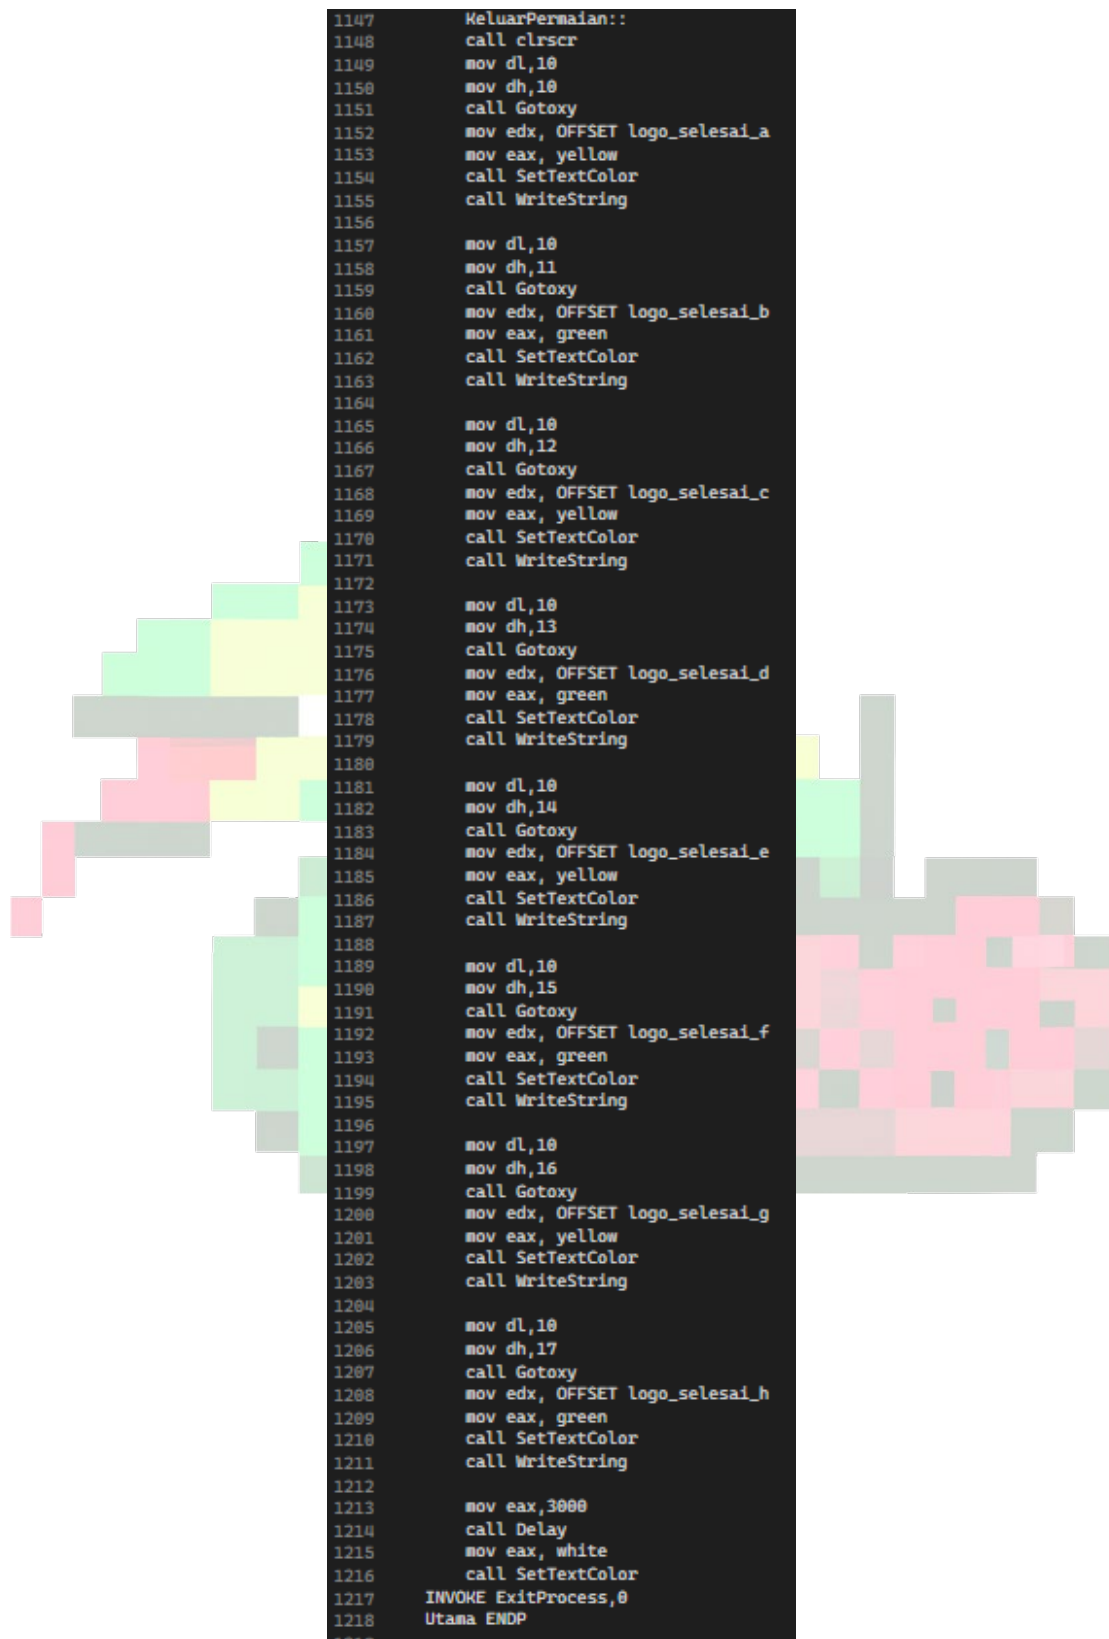 1147 KeluarPermaian::
1148 call clrscr
1149 mov dl,10
1150 mov dh,10
1151 call Gotoxy
1152 mov edx, OFFSET logo_selesai_a
1153 mov eax, yellow
1154 call SetTextColor
1155 call WriteString
1156
1157 mov dl,10
1158 mov dh,11
1159 call Gotoxy
1160 mov edx, OFFSET logo_selesai_b
1161 mov eax, green
1162 call SetTextColor
1163 call WriteString
1164
1165 mov dl,10
1166 mov dh,12
1167 call Gotoxy
1168 mov edx, OFFSET logo_selesai_c
1169 mov eax, yellow
1170 call SetTextColor
1171 call WriteString
1172
1173 mov dl,10
1174 mov dh,13
1175 call Gotoxy
1176 mov edx, OFFSET logo_selesai_d
1177 mov eax, green
1178 call SetTextColor
1179 call WriteString
1180
1181 mov dl,10
1182 mov dh,14
1183 call Gotoxy
1184 mov edx, OFFSET logo_selesai_e
1185 mov eax, yellow
1186 call SetTextColor
1187 call WriteString
1188
1189 mov dl,10
1190 mov dh,15
1191 call Gotoxy
1192 mov edx, OFFSET logo_selesai_f
1193 mov eax, green
1194 call SetTextColor
1195 call WriteString
1196
1197 mov dl,10
1198 mov dh,16
1199 call Gotoxy
1200 mov edx, OFFSET logo_selesai_g
1201 mov eax, yellow
1202 call SetTextColor
1203 call WriteString
1204
1205 mov dl,10
1206 mov dh,17
1207 call Gotoxy
1208 mov edx, OFFSET logo_selesai_h
1209 mov eax, green
1210 call SetTextColor
1211 call WriteString
1212
1213 mov eax,3000
1214 call Delay
1215 mov eax, white
1216 call SetTextColor
1217 INVOKE ExitProcess,0
1218 Utama ENDP